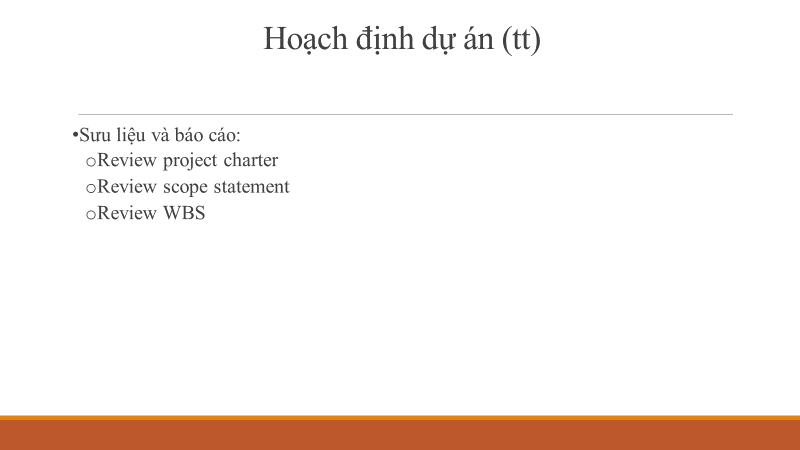 Hoạch định dự án (tt)
•Sưu liệu và báo cáo:
oReview project charter
oReview scope statement
oReview WBS